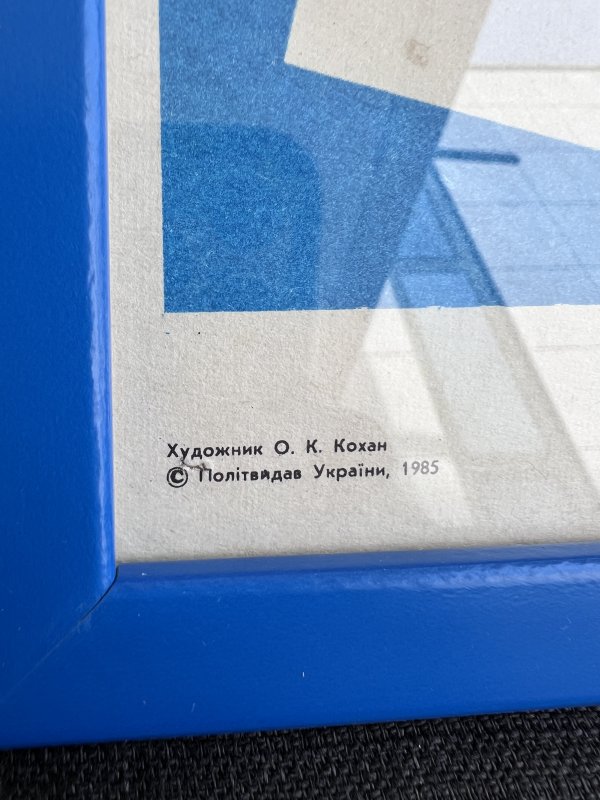 Художник О. К. Кохан
© Політвидав України, 1985